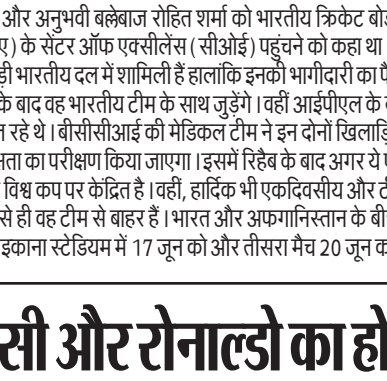 और अनुभवी बल्लेबाज रोहित शर्मा को भारतीय क्रिकेट बो
ए) के सेंटर ऑफ एक्सीलेंस (सीओई) पहुंचने को कहा था।
ड़ी भारतीय दल में शामिली हैं हालांकि इनकी भागीदारी का
के बाद वह भारतीय टीम के साथ जुड़ेंगे। वहीं आईपीएल के
रहे थे। बीसीसीआई की मेडिकल टीम ने इन दोनों खिलाड़ि
का परीक्षण किया जाएगा। इसमें रिहैब के बाद अगर ये
विश्व कप पर केंद्रित है। वहीं, हार्दिक भी एकदिवसीय और
से ही वह टीम से बाहर हैं। भारत और अफगानिस्तान के बी
इकाना स्टेडियम में 17 जून को और तीसरा मैच 20 जून क
सी और रोनाल्डो का हो